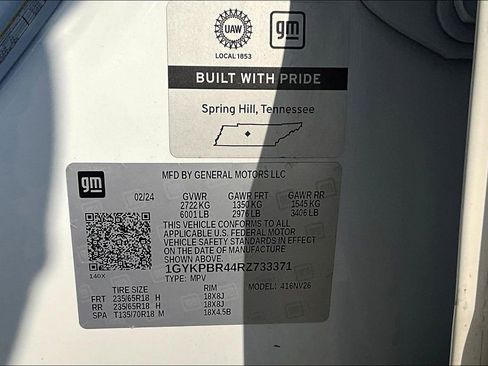 UAW
gm
LOCAL 1853
BUILT WITH PRIDE
Spring Hill, Tennessee
gm
MFD BY GENERAL MOTORS LLC
02/24 GVWR GAWR FRT GAWR RR
2722 KG 1350 KG 1545 KG
6001 LB 2976 LB 3406 LB
THIS VEHICLE CONFORMS TO ALL
APPLICABLE U.S. FEDERAL MOTOR
VEHICLE SAFETY STANDARDS IN EFFECT
ON THE DATE OF MANUFACTURE SHOWN ABOVE.
1GYKPBR44RZ733371
140X TYPE: MPV MODEL: 416NV26
TIRE SIZE RIM
FRT 235/65R18 H 18X8J
RR 235/65R18 H 18X8J
SPA T135/70R18 M 18X4.5B